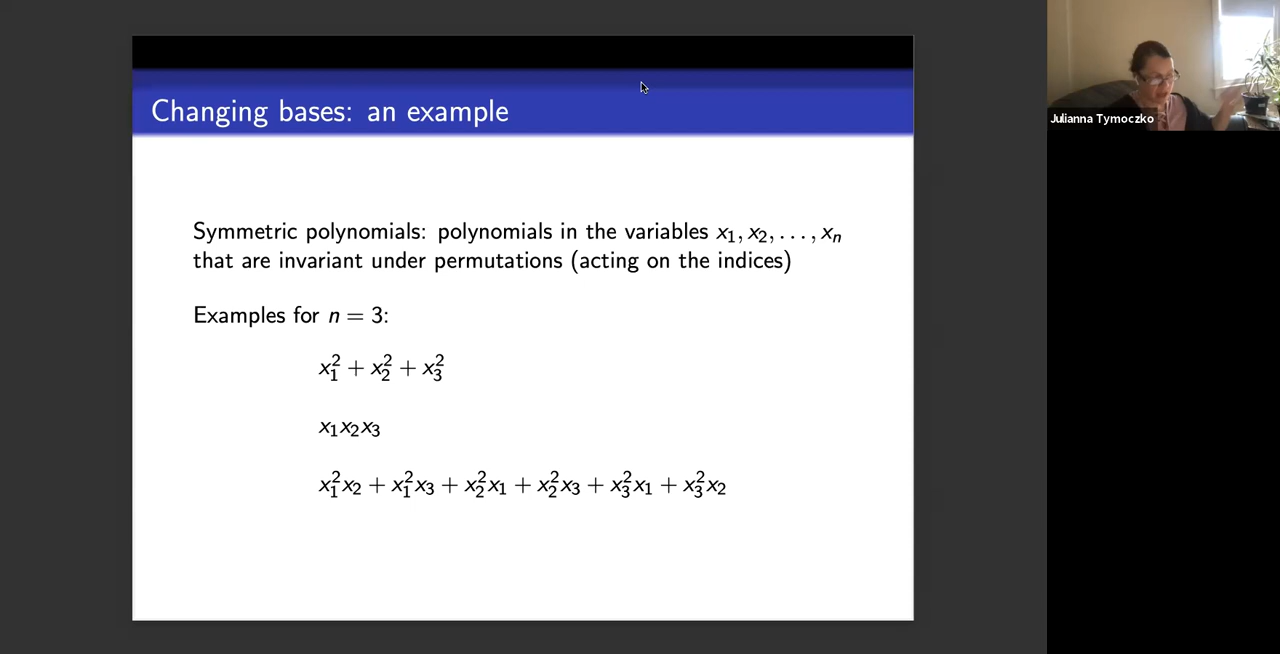 Changing bases: an example
Symmetric polynomials: polynomials in the variables x₁, x₂, . . . , xₙ
that are invariant under permutations (acting on the indices)
Examples for n = 3:
x₁² + x₂² + x₃²
x₁x₂x₃
x₁²x₂ + x₁²x₃ + x₂²x₁ + x₂²x₃ + x₃²x₁ + x₃²x₂
Julianna Tymoczko